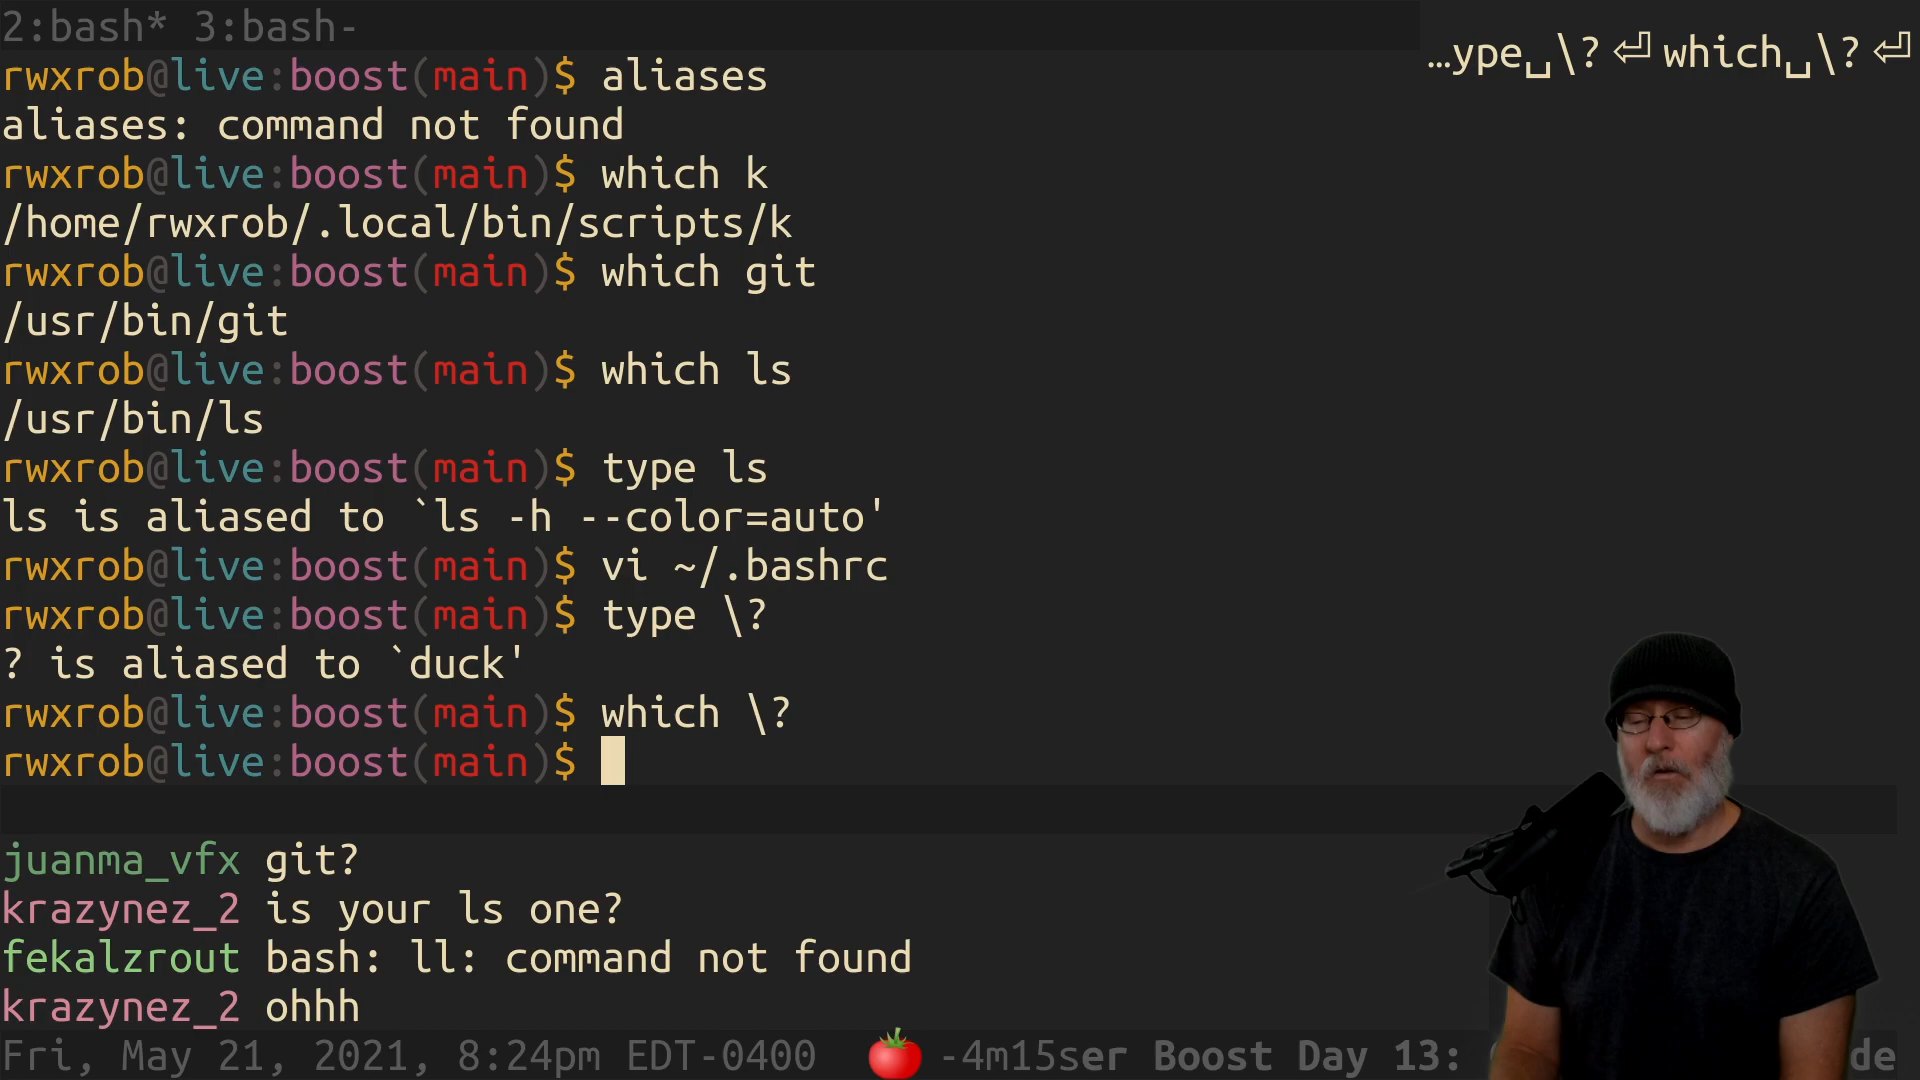 2:bash* 3:bash-
…ype␣\?⏎which␣\?⏎
rwxrob@live:boost(main)$ aliases
aliases: command not found
rwxrob@live:boost(main)$ which k
/home/rwxrob/.local/bin/scripts/k
rwxrob@live:boost(main)$ which git
/usr/bin/git
rwxrob@live:boost(main)$ which ls
/usr/bin/ls
rwxrob@live:boost(main)$ type ls
ls is aliased to `ls -h --color=auto'
rwxrob@live:boost(main)$ vi ~/.bashrc
rwxrob@live:boost(main)$ type \?
? is aliased to `duck'
rwxrob@live:boost(main)$ which \?
rwxrob@live:boost(main)$
juanma_vfx git?
krazynez_2 is your ls one?
fekalzrout bash: ll: command not found
krazynez_2 ohhh
Fri, May 21, 2021, 8:24pm EDT-0400 🍅 -4m15ser Boost Day 13: de